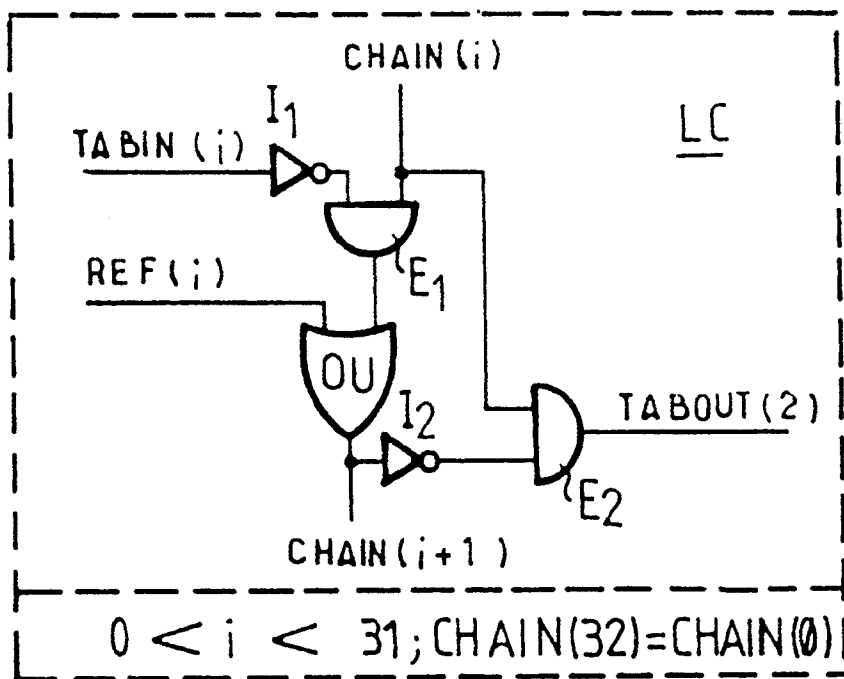 CHAIN(i)
I1
LC
TABIN(i)
E1
REF(i)
OU
I2
TABOUT(2)
E2
CHAIN(i+1)
0 < i < 31; CHAIN(32)=CHAIN(0)